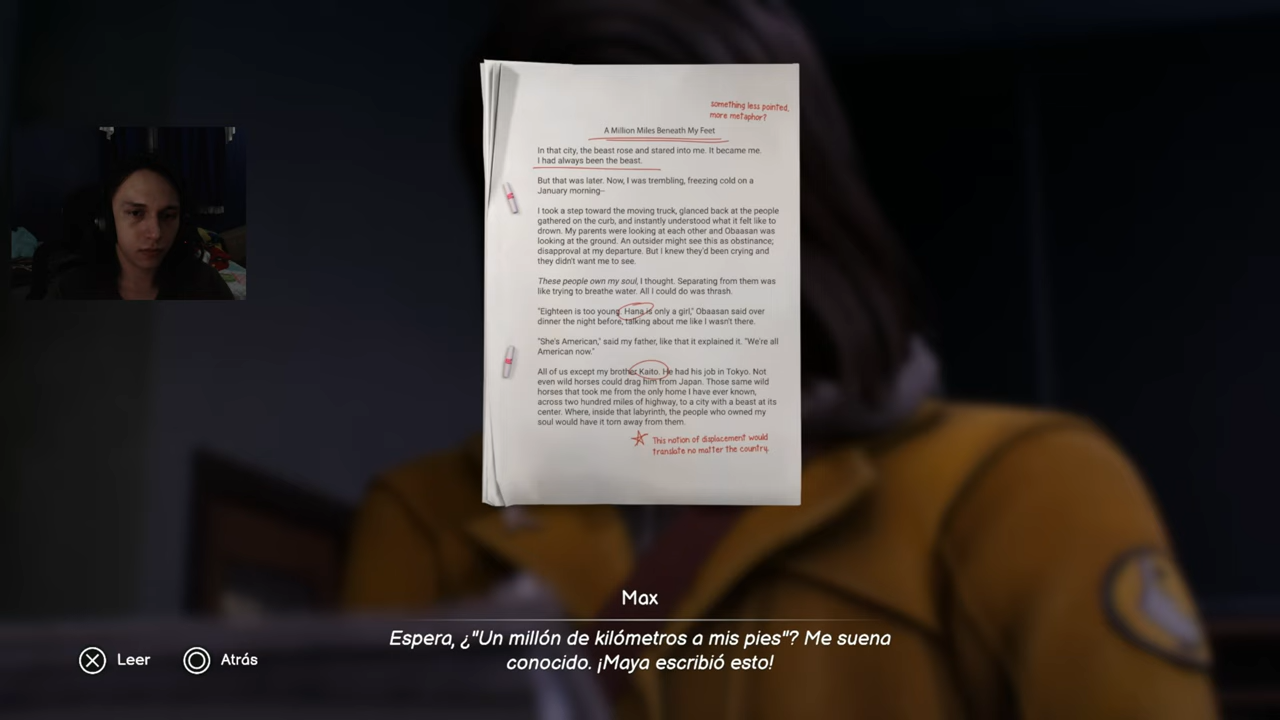 something less pointed,
more metaphor?
A Million Miles Beneath My Feet
In that city, the beast rose and stared into me. It became me.
I had always been the beast.
But that was later. Now, I was trembling, freezing cold on a
January morning--
I took a step toward the moving truck, glanced back at the people
gathered on the curb, and instantly understood what it felt like to
drown. My parents were looking at each other and Obaasan was
looking at the ground. An outsider might see this as obstinance;
disapproval at my departure. But I knew they'd been crying and
they didn't want me to see.
These people own my soul, I thought. Separating from them was
like trying to breathe water. All I could do was thrash.
"Eighteen is too young. Hana is only a girl," Obaasan said over
dinner the night before, talking about me like I wasn't there.
"She's American," said my father, like that it explained it. "We're all
American now."
All of us except my brother Kaito. He had his job in Tokyo. Not
even wild horses could drag him from Japan. Those same wild
horses that took me from the only home I have ever known,
across two hundred miles of highway, to a city with a beast at its
center. Where, inside that labyrinth, the people who owned my
soul would have it torn away from them.
This notion of displacement would
translate no matter the country.
Max
Espera, ¿"Un millón de kilómetros a mis pies"? Me suena
conocido. ¡Maya escribió esto!
Leer
Atrás